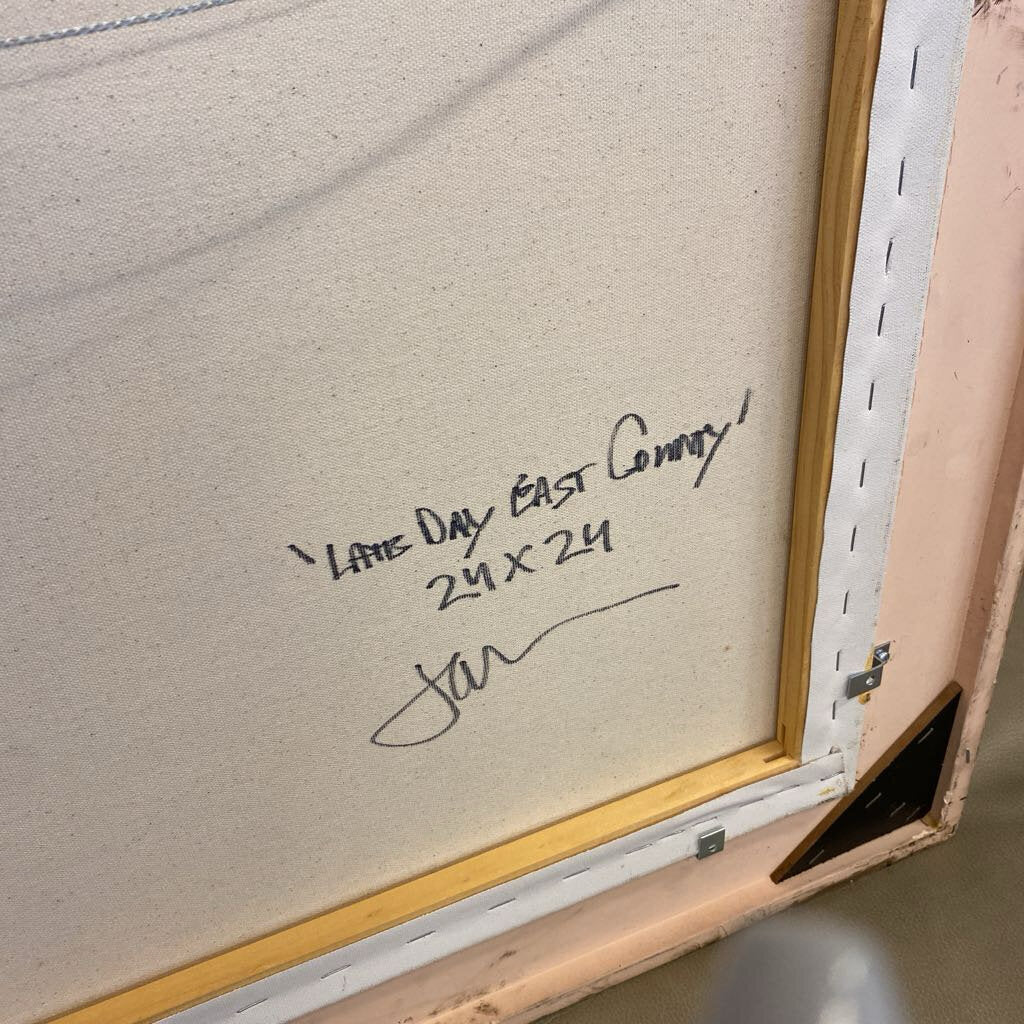 'LATE DAY EAST COUNTY'
24 X 24